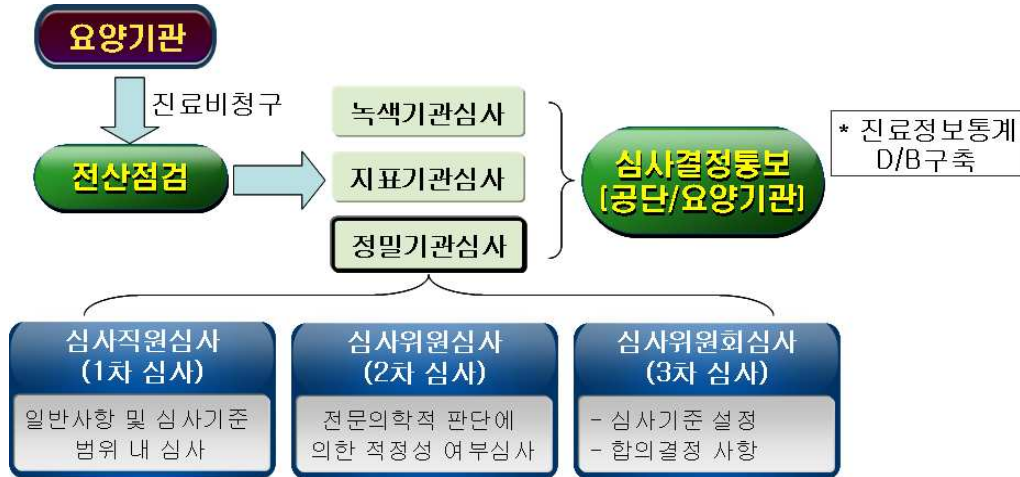 요양기관
진료비청구
전산점검
녹색기관심사
지표기관심사
정밀기관심사
심사결정통보
[공단/요양기관]
* 진료정보통계
D/B구축
심사직원심사
(1차 심사)
일반사항 및 심사기준
범위 내 심사
심사위원심사
(2차 심사)
전문의학적 판단에
의한 적정성 여부심사
심사위원회심사
(3차 심사)
- 심사기준 설정
- 합의결정 사항